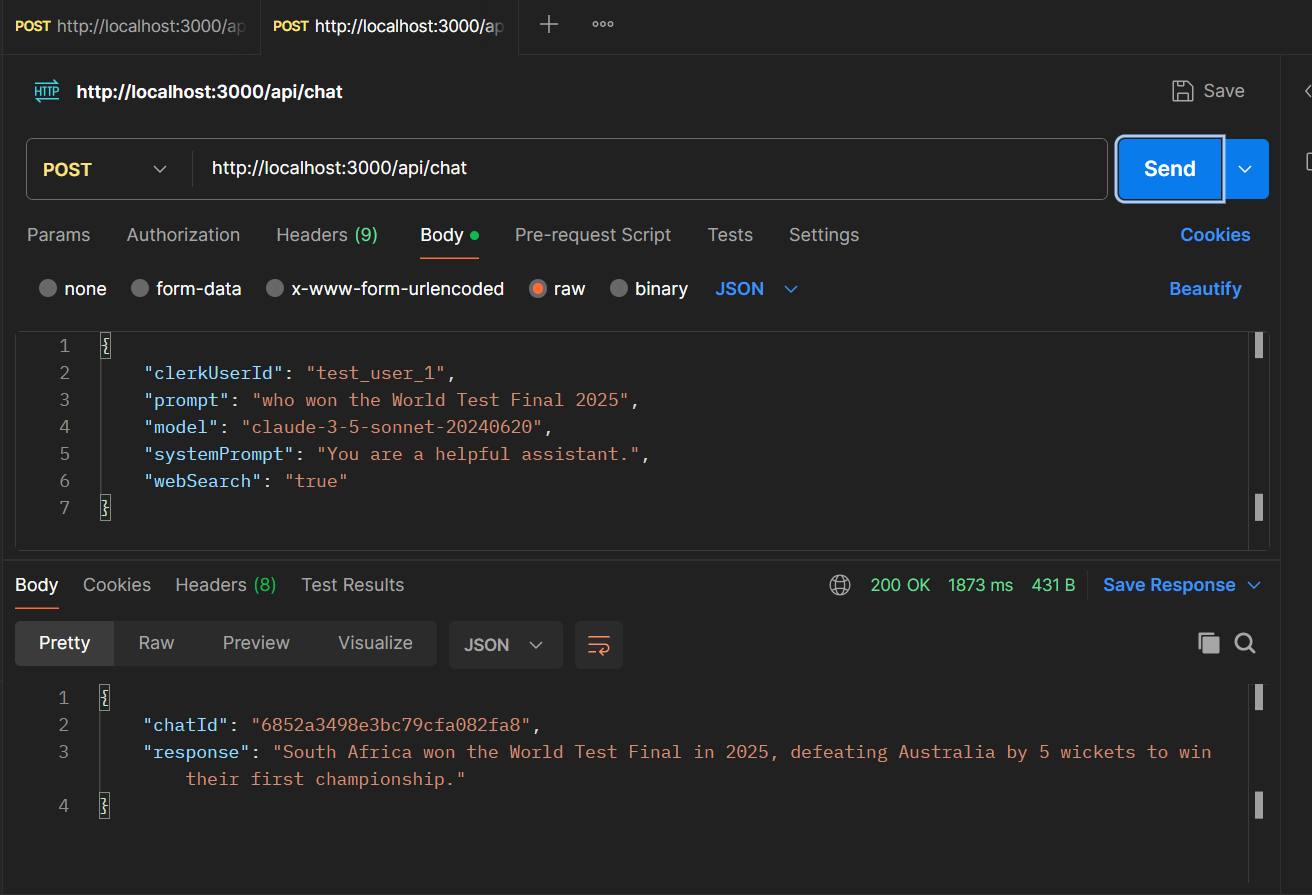 POST http://localhost:3000/ap POST http://localhost:3000/ap
HTTP http://localhost:3000/api/chat Save
POST http://localhost:3000/api/chat Send
Params Authorization Headers (9) Body Pre-request Script Tests Settings Cookies
none form-data x-www-form-urlencoded raw binary JSON Beautify
1 {
2 "clerkUserId": "test_user_1",
3 "prompt": "who won the World Test Final 2025",
4 "model": "claude-3-5-sonnet-20240620",
5 "systemPrompt": "You are a helpful assistant.",
6 "webSearch": "true"
7 }
Body Cookies Headers (8) Test Results 200 OK 1873 ms 431 B Save Response
Pretty Raw Preview Visualize JSON
1 {
2 "chatId": "6852a3498e3bc79cfa082fa8",
3 "response": "South Africa won the World Test Final in 2025, defeating Australia by 5 wickets to win
their first championship."
4 }